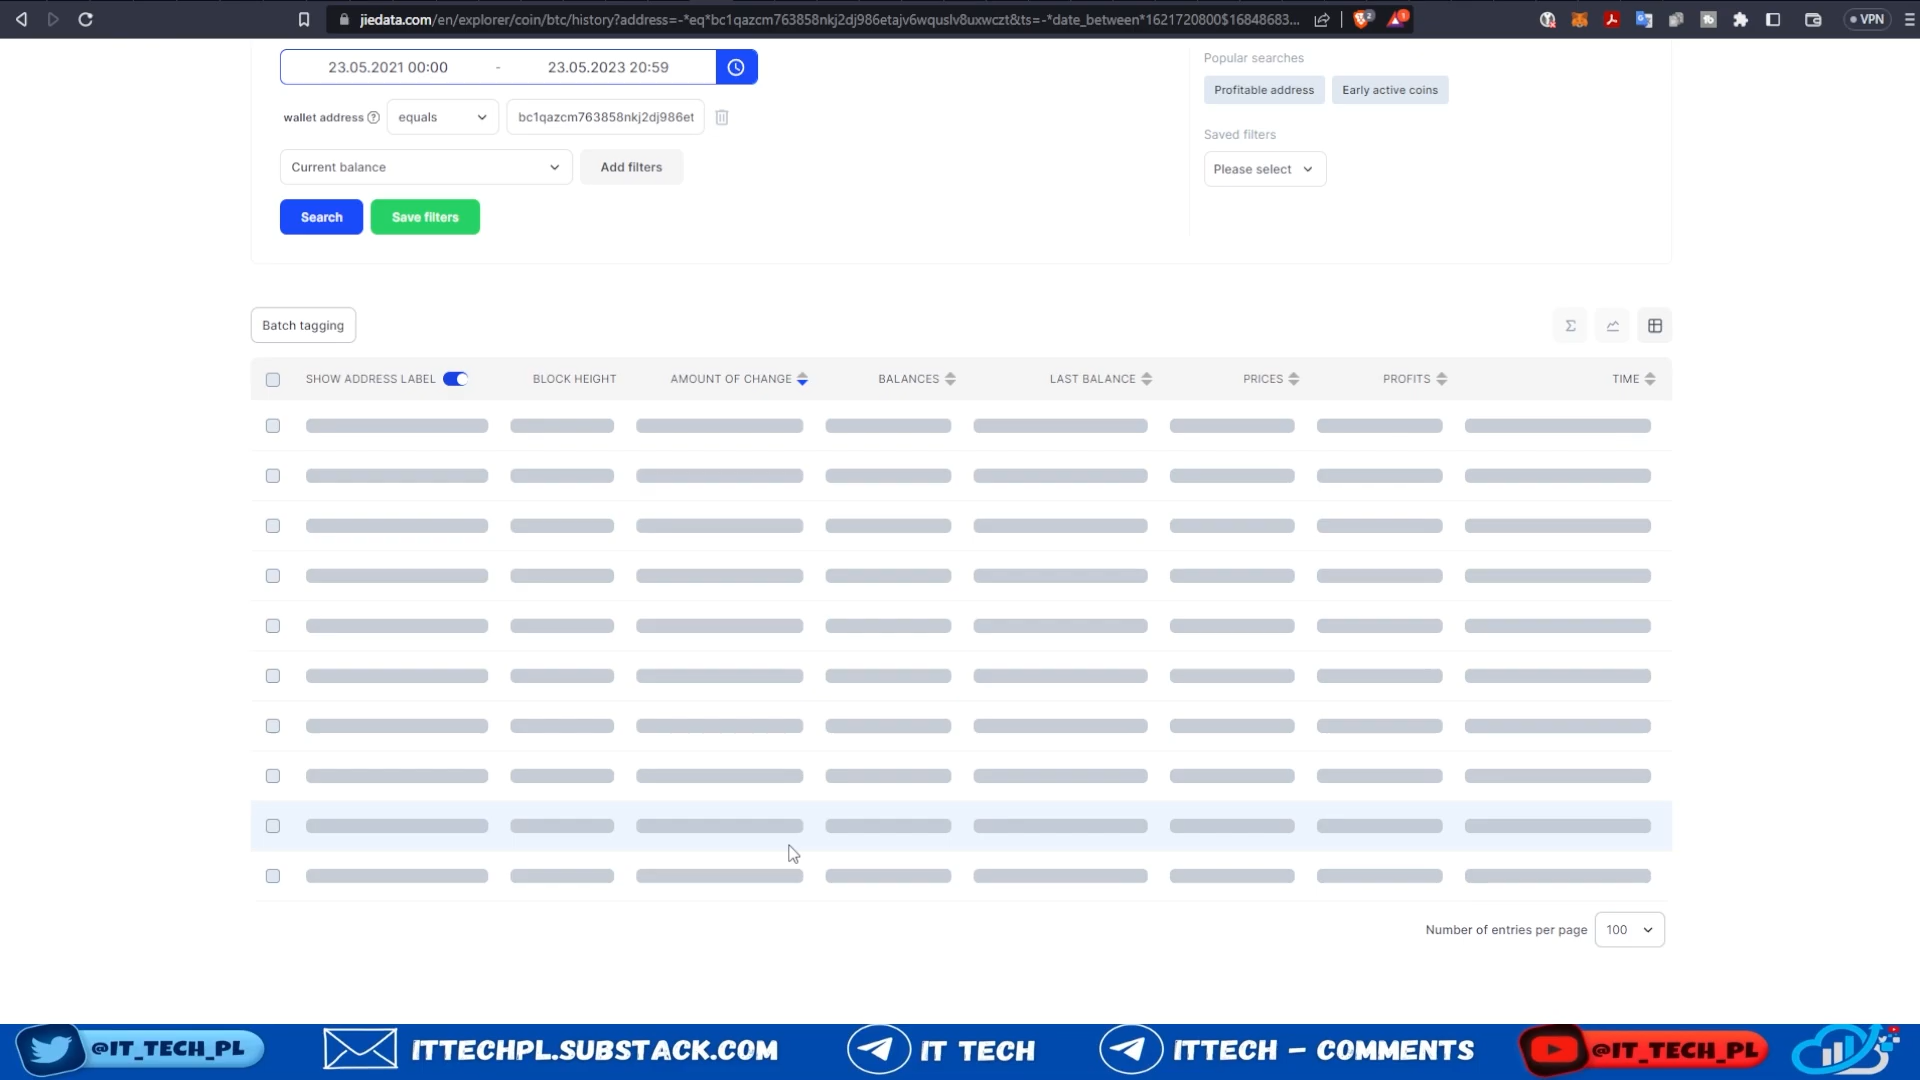 jiedata.com/en/explorer/coin/btc/history?address=-*eq*bc1qazcm763858nkj2dj986etajv6wquslv8uxwczt&ts=-*date_between*1621720800$16848683...
2
1
VPN
23.05.2021 00:00 - 23.05.2023 20:59
Popular searches
Profitable address Early active coins
wallet address ? equals bc1qazcm763858nkj2dj986et
Saved filters
Current balance Add filters
Please select
Search Save filters
Batch tagging
Σ
SHOW ADDRESS LABEL BLOCK HEIGHT AMOUNT OF CHANGE BALANCES LAST BALANCE PRICES PROFITS TIME
Number of entries per page 100
@IT_TECH_PL ITTECHPL.SUBSTACK.COM IT TECH ITTECH - COMMENTS @IT_TECH_PL